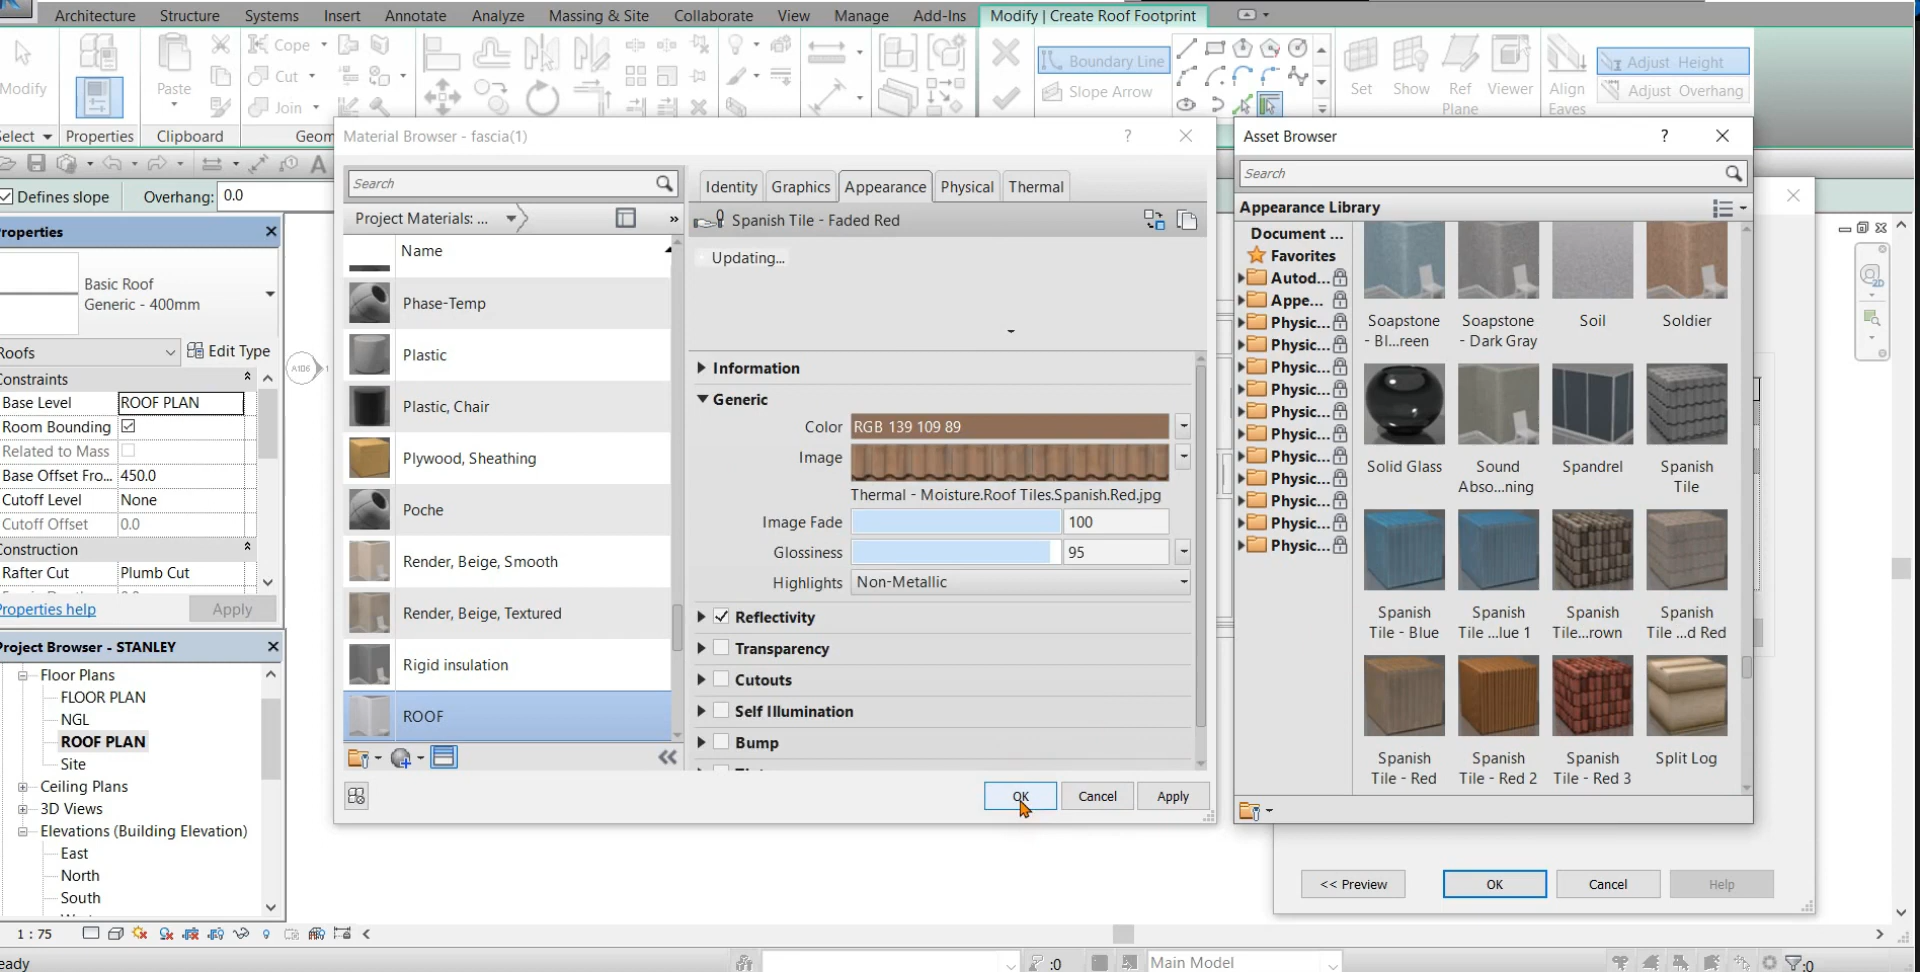 Architecture Structure Systems Insert Annotate Analyze Massing & Site Collaborate View Manage Add-Ins Modify | Create Roof Footprint
Modify
Paste
Cope
Cut
Join
Boundary Line
Slope Arrow
Set Show Ref Plane Viewer
Align Eaves
Adjust Height
Adjust Overhang
elect Properties Clipboard Geom
Defines slope Overhang: 0.0
roperties
Basic Roof
Generic - 400mm
Roofs Edit Type
Constraints
Base Level ROOF PLAN
Room Bounding
Related to Mass
Base Offset Fro... 450.0
Cutoff Level None
Cutoff Offset 0.0
Construction
Rafter Cut Plumb Cut
Properties help Apply
Project Browser - STANLEY
Floor Plans
FLOOR PLAN
NGL
ROOF PLAN
Site
Ceiling Plans
3D Views
Elevations (Building Elevation)
East
North
South
1 : 75
eady
A106 1
Material Browser - fascia(1) ?
Search
Project Materials: ... »
Name
Phase-Temp
Plastic
Plastic, Chair
Plywood, Sheathing
Poche
Render, Beige, Smooth
Render, Beige, Textured
Rigid insulation
ROOF
Identity Graphics Appearance Physical Thermal
Spanish Tile - Faded Red
Updating...
Information
Generic
Color RGB 139 109 89
Image
Thermal - Moisture.Roof Tiles.Spanish.Red.jpg
Image Fade 100
Glossiness 95
Highlights Non-Metallic
Reflectivity
Transparency
Cutouts
Self Illumination
Bump
OK Cancel Apply
Asset Browser ?
Search
Appearance Library
Document ...
Favorites
Autod...
Appe...
Physic...
Physic...
Physic...
Physic...
Physic...
Physic...
Physic...
Physic...
Physic...
Physic...
Physic...
Soapstone - Bl...reen
Soapstone - Dark Gray
Soil
Soldier
Solid Glass
Sound Abso...ning
Spandrel
Spanish Tile
Spanish Tile - Blue
Spanish Tile ...lue 1
Spanish Tile...rown
Spanish Tile ...d Red
Spanish Tile - Red
Spanish Tile - Red 2
Spanish Tile - Red 3
Split Log
<< Preview OK Cancel Help
:0 Main Model :0